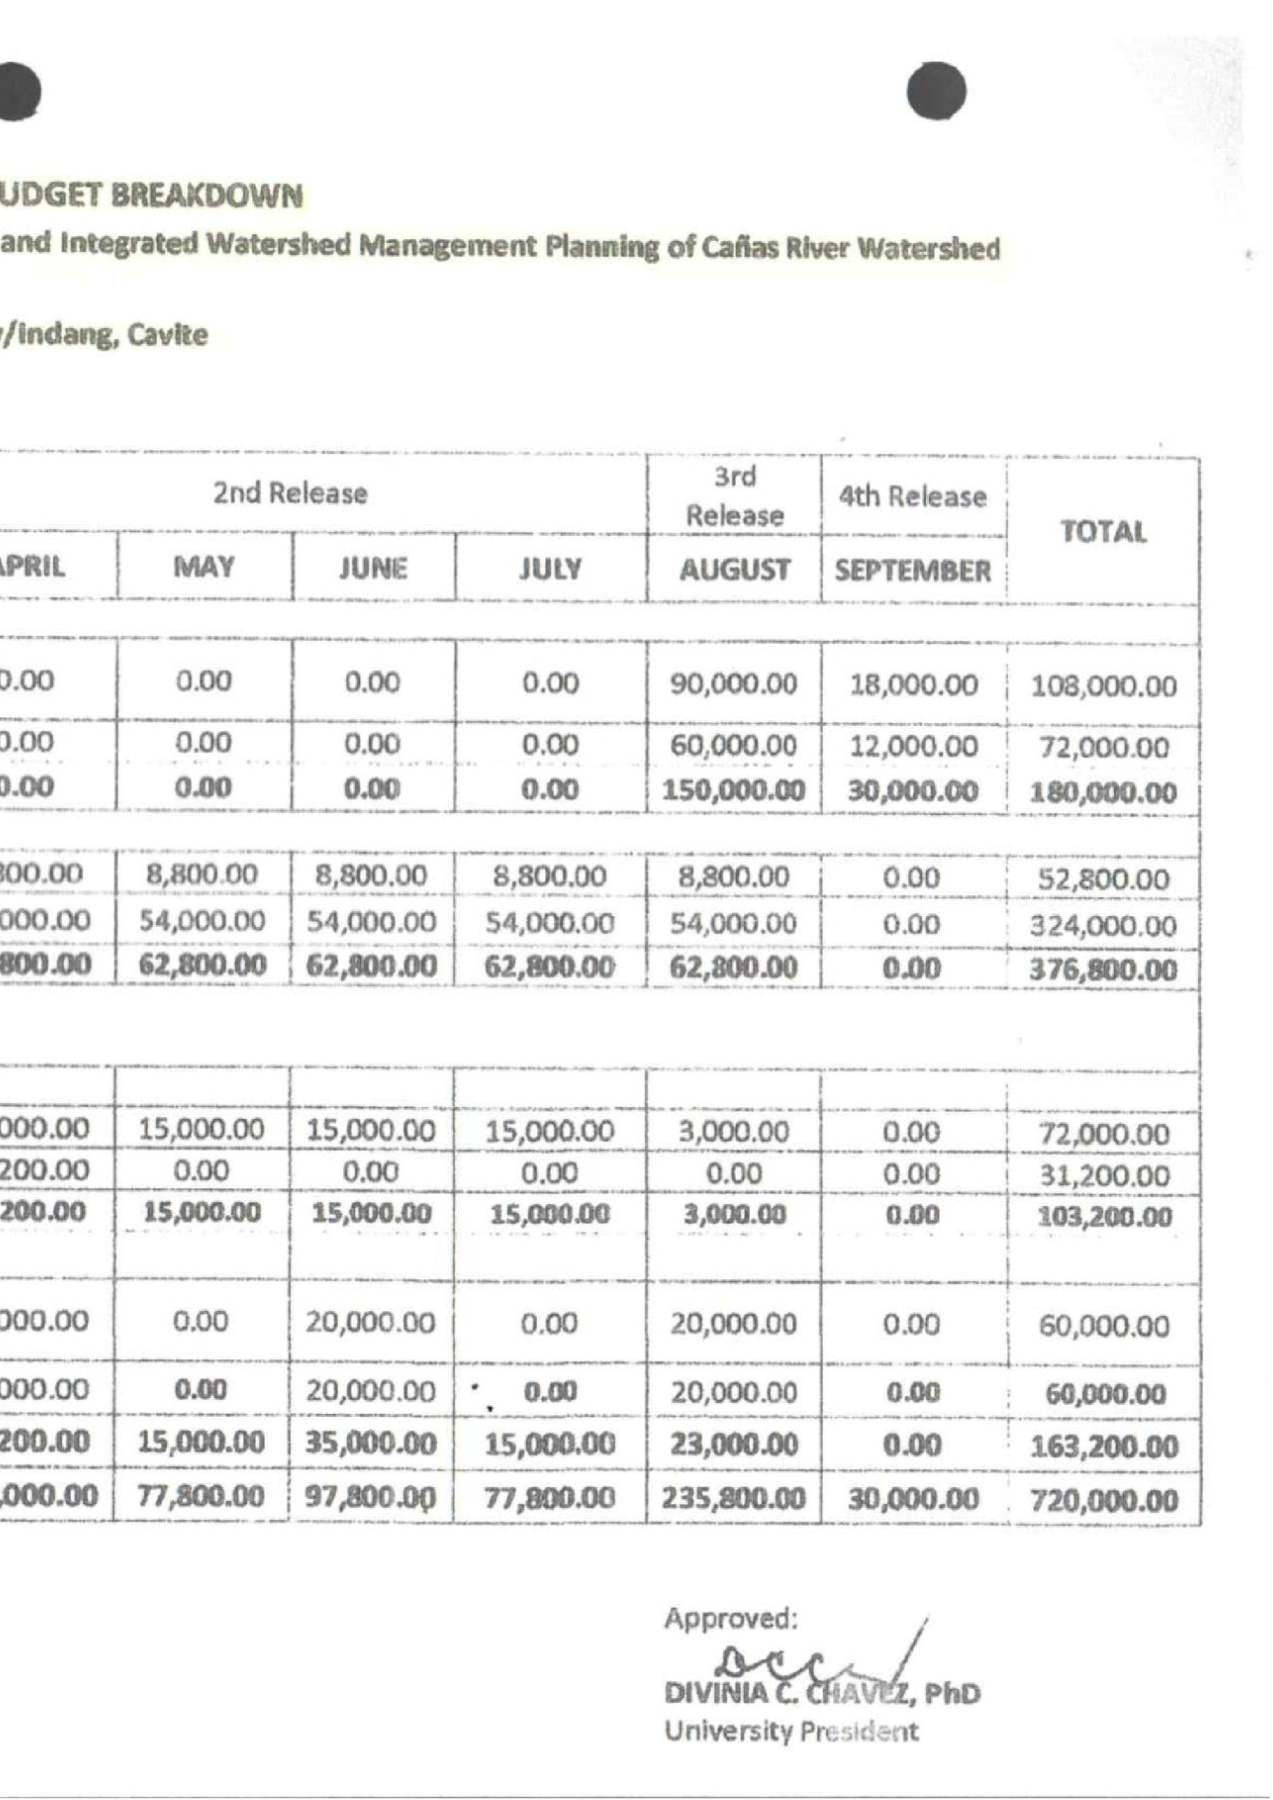 UDGET BREAKDOWN
and Integrated Watershed Management Planning of Cañas River Watershed
/Indang, Cavite
2nd Release 3rd Release 4th Release TOTAL
APRIL MAY JUNE JULY AUGUST SEPTEMBER
0.00 0.00 0.00 0.00 90,000.00 18,000.00 108,000.00
0.00 0.00 0.00 0.00 60,000.00 12,000.00 72,000.00
0.00 0.00 0.00 0.00 150,000.00 30,000.00 180,000.00
800.00 8,800.00 8,800.00 8,800.00 8,800.00 0.00 52,800.00
000.00 54,000.00 54,000.00 54,000.00 54,000.00 0.00 324,000.00
800.00 62,800.00 62,800.00 62,800.00 62,800.00 0.00 376,800.00
000.00 15,000.00 15,000.00 15,000.00 3,000.00 0.00 72,000.00
200.00 0.00 0.00 0.00 0.00 0.00 31,200.00
200.00 15,000.00 15,000.00 15,000.00 3,000.00 0.00 103,200.00
000.00 0.00 20,000.00 0.00 20,000.00 0.00 60,000.00
000.00 0.00 20,000.00 0.00 20,000.00 0.00 60,000.00
200.00 15,000.00 35,000.00 15,000.00 23,000.00 0.00 163,200.00
,000.00 77,800.00 97,800.00 77,800.00 235,800.00 30,000.00 720,000.00
Approved:
DIVINIA C. CHAVEZ, PhD
University President